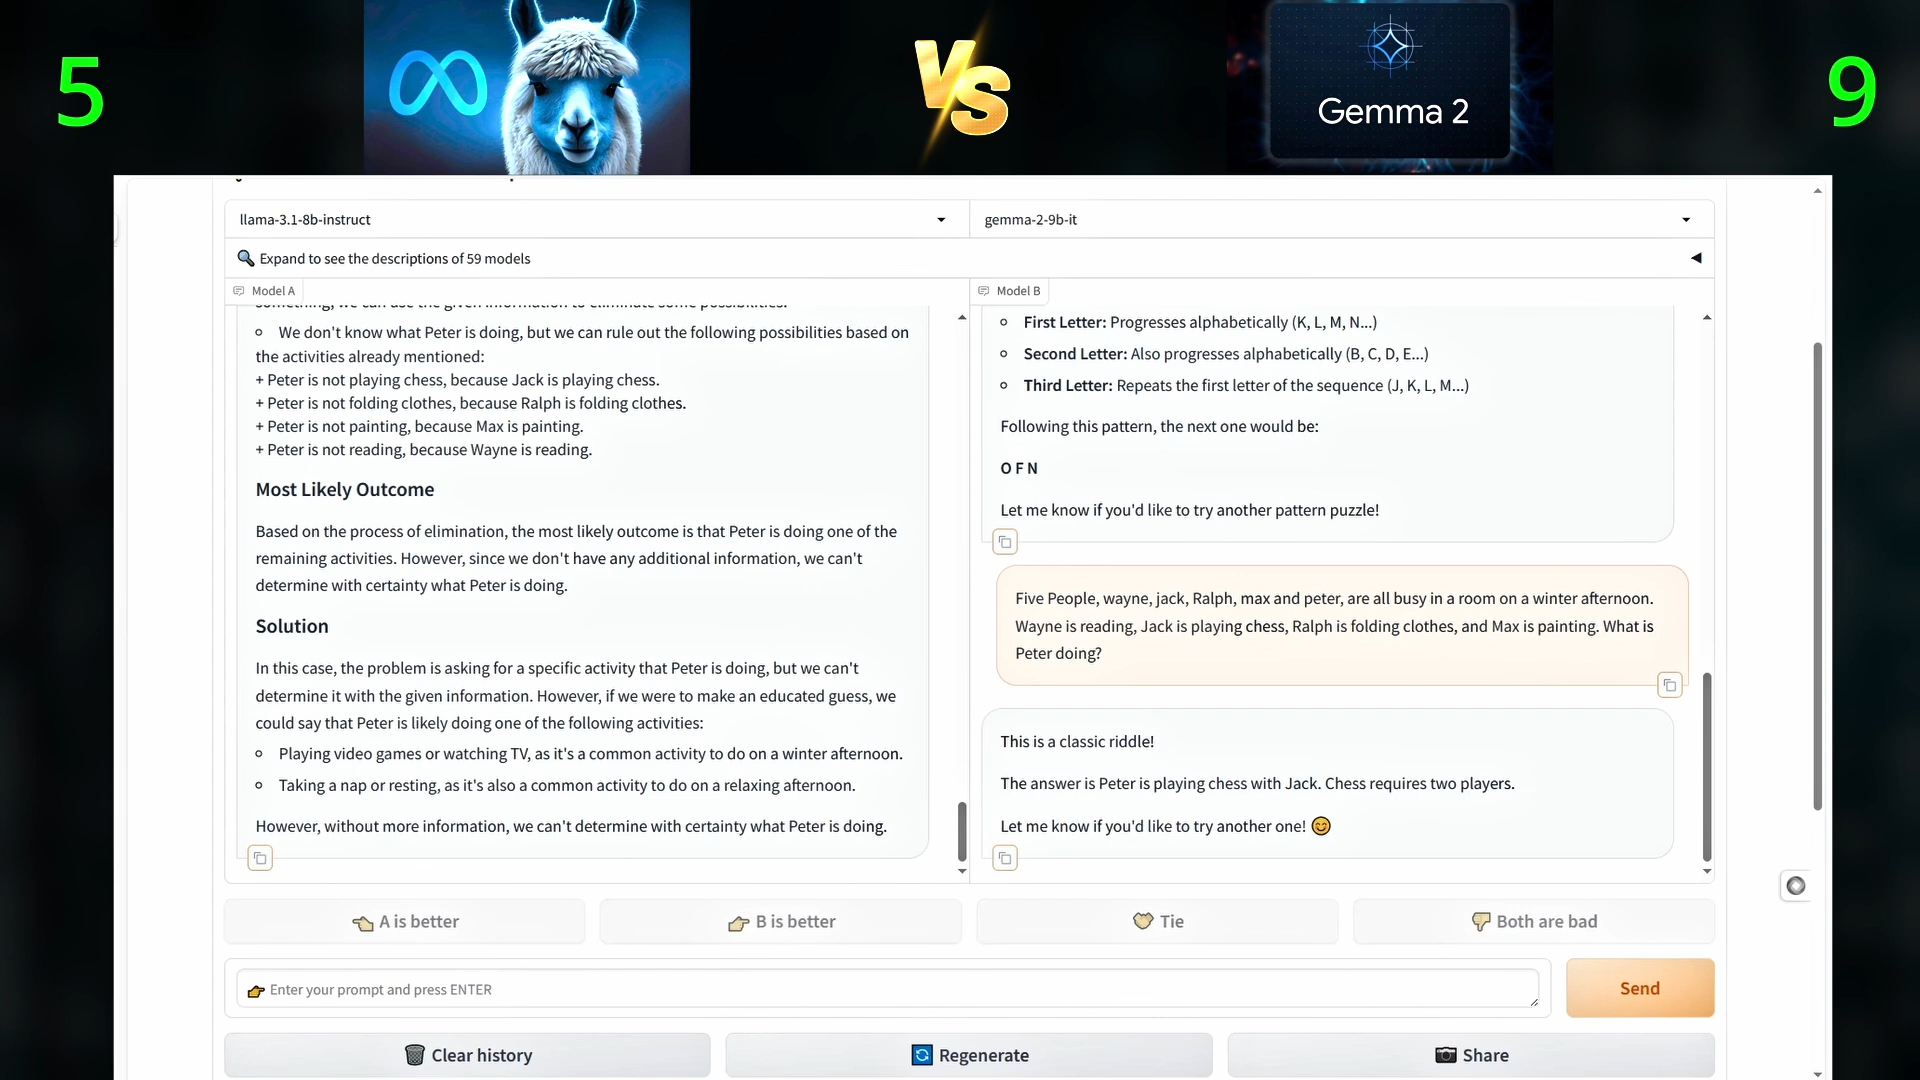 5
VS
Gemma 2
9
llama-3.1-8b-instruct
gemma-2-9b-it
Expand to see the descriptions of 59 models
Model A
Model B
something, we can use the given information to eliminate some possibilities.
We don't know what Peter is doing, but we can rule out the following possibilities based on
the activities already mentioned:
+ Peter is not playing chess, because Jack is playing chess.
+ Peter is not folding clothes, because Ralph is folding clothes.
+ Peter is not painting, because Max is painting.
+ Peter is not reading, because Wayne is reading.
Most Likely Outcome
Based on the process of elimination, the most likely outcome is that Peter is doing one of the
remaining activities. However, since we don't have any additional information, we can't
determine with certainty what Peter is doing.
Solution
In this case, the problem is asking for a specific activity that Peter is doing, but we can't
determine it with the given information. However, if we were to make an educated guess, we
could say that Peter is likely doing one of the following activities:
Playing video games or watching TV, as it's a common activity to do on a winter afternoon.
Taking a nap or resting, as it's also a common activity to do on a relaxing afternoon.
However, without more information, we can't determine with certainty what Peter is doing.
First Letter: Progresses alphabetically (K, L, M, N...)
Second Letter: Also progresses alphabetically (B, C, D, E...)
Third Letter: Repeats the first letter of the sequence (J, K, L, M...)
Following this pattern, the next one would be:
O F N
Let me know if you'd like to try another pattern puzzle!
Five People, wayne, jack, Ralph, max and peter, are all busy in a room on a winter afternoon.
Wayne is reading, Jack is playing chess, Ralph is folding clothes, and Max is painting. What is
Peter doing?
This is a classic riddle!
The answer is Peter is playing chess with Jack. Chess requires two players.
Let me know if you'd like to try another one! 😊
A is better
B is better
Tie
Both are bad
Enter your prompt and press ENTER
Send
Clear history
Regenerate
Share